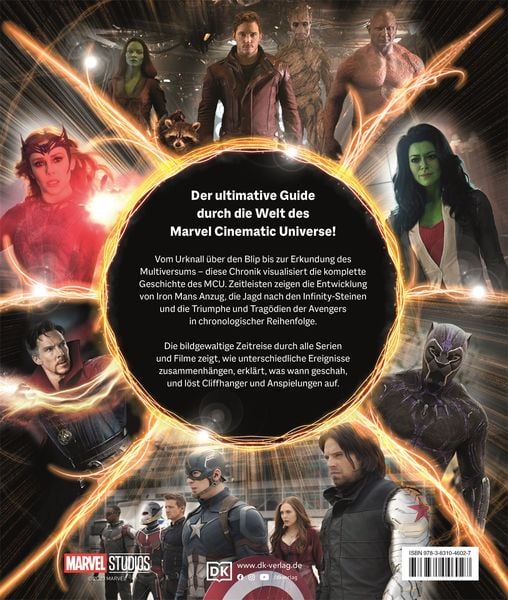 Der ultimative Guide
durch die Welt des
Marvel Cinematic Universe!
Vom Urknall über den Blip bis zur Erkundung des
Multiversums – diese Chronik visualisiert die komplette
Geschichte des MCU. Zeitleisten zeigen die Entwicklung
von Iron Mans Anzug, die Jagd nach den Infinity-Steinen
und die Triumphe und Tragödien der Avengers
in chronologischer Reihenfolge.
Die bildgewaltige Zeitreise durch alle Serien
und Filme zeigt, wie unterschiedliche Ereignisse
zusammenhängen, erklärt, was wann geschah,
und löst Cliffhanger und Anspielungen auf.
MARVEL STUDIOS
© 2023 MARVEL
DK
www.dk-verlag.de
/dkverlag
ISBN 978-3-8310-4602-7